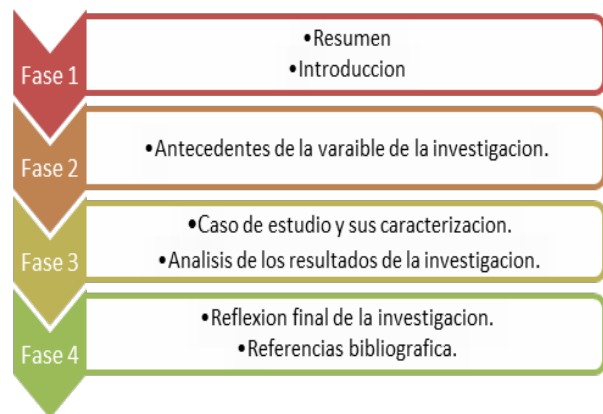 Fase 1
•Resumen
•Introduccion
Fase 2
•Antecedentes de la varaible de la investigacion.
Fase 3
•Caso de estudio y sus caracterizacion.
•Analisis de los resultados de la investigacion.
Fase 4
•Reflexion final de la investigacion.
•Referencias bibliografica.